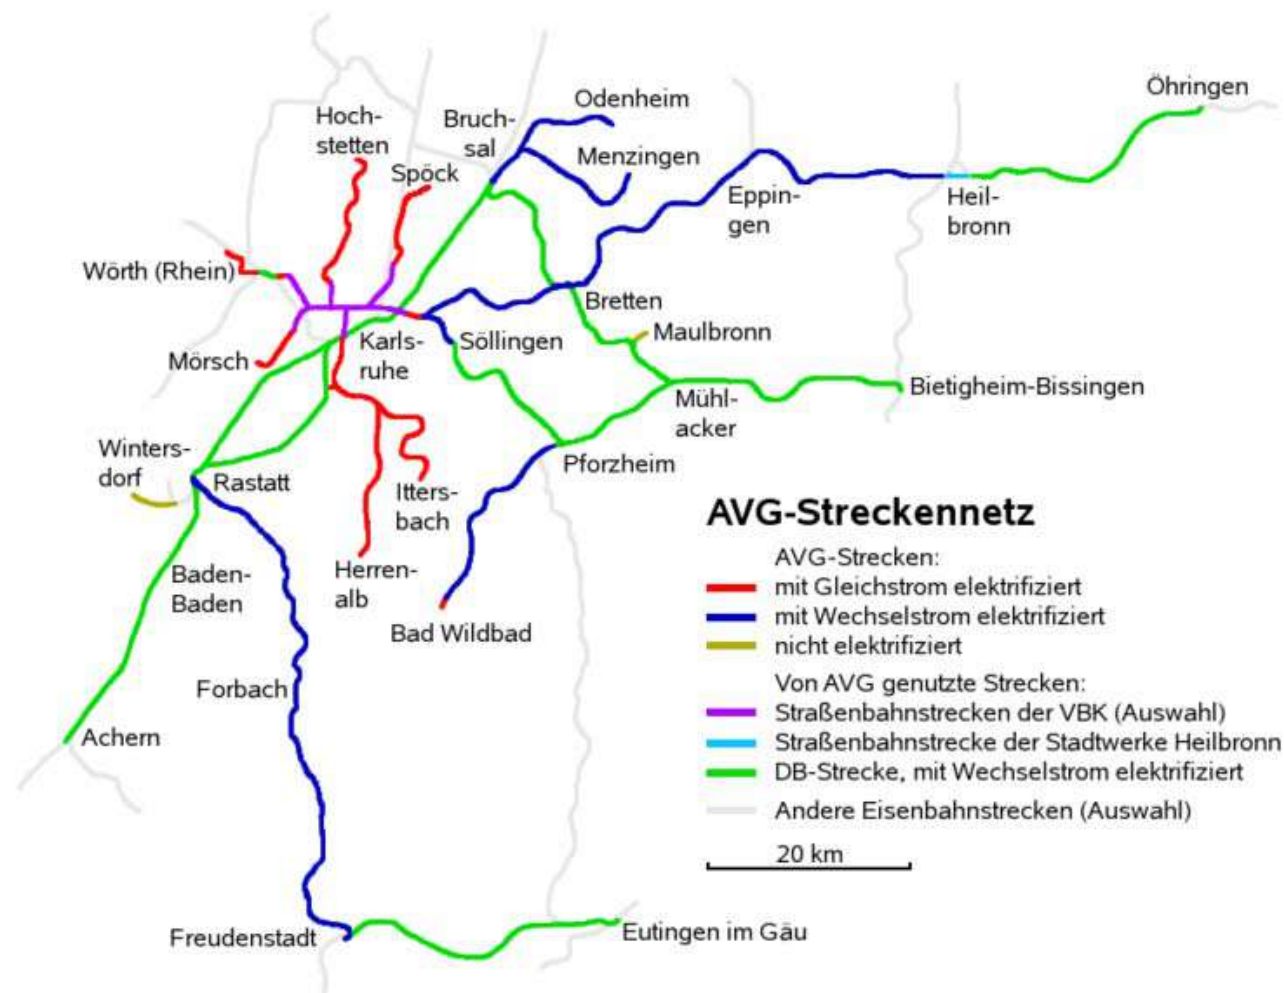 Öhringen
Odenheim
Hoch-
stetten
Bruch-
sal
Menzingen
Spöck
Eppin-
gen
Heil-
bronn
Wörth (Rhein)
Bretten
Maulbronn
Karls-
ruhe
Söllingen
Mörsch
Bietigheim-Bissingen
Mühl-
acker
Winters-
dorf
Rastatt
Pforzheim
Itters-
bach
Herren-
alb
Baden-
Baden
Bad Wildbad
Forbach
Achern
Freudenstadt
Eutingen im Gäu
AVG-Streckennetz
AVG-Strecken:
mit Gleichstrom elektrifiziert
mit Wechselstrom elektrifiziert
nicht elektrifiziert
Von AVG genutzte Strecken:
Straßenbahnstrecken der VBK (Auswahl)
Straßenbahnstrecke der Stadtwerke Heilbronn
DB-Strecke, mit Wechselstrom elektrifiziert
Andere Eisenbahnstrecken (Auswahl)
20 km